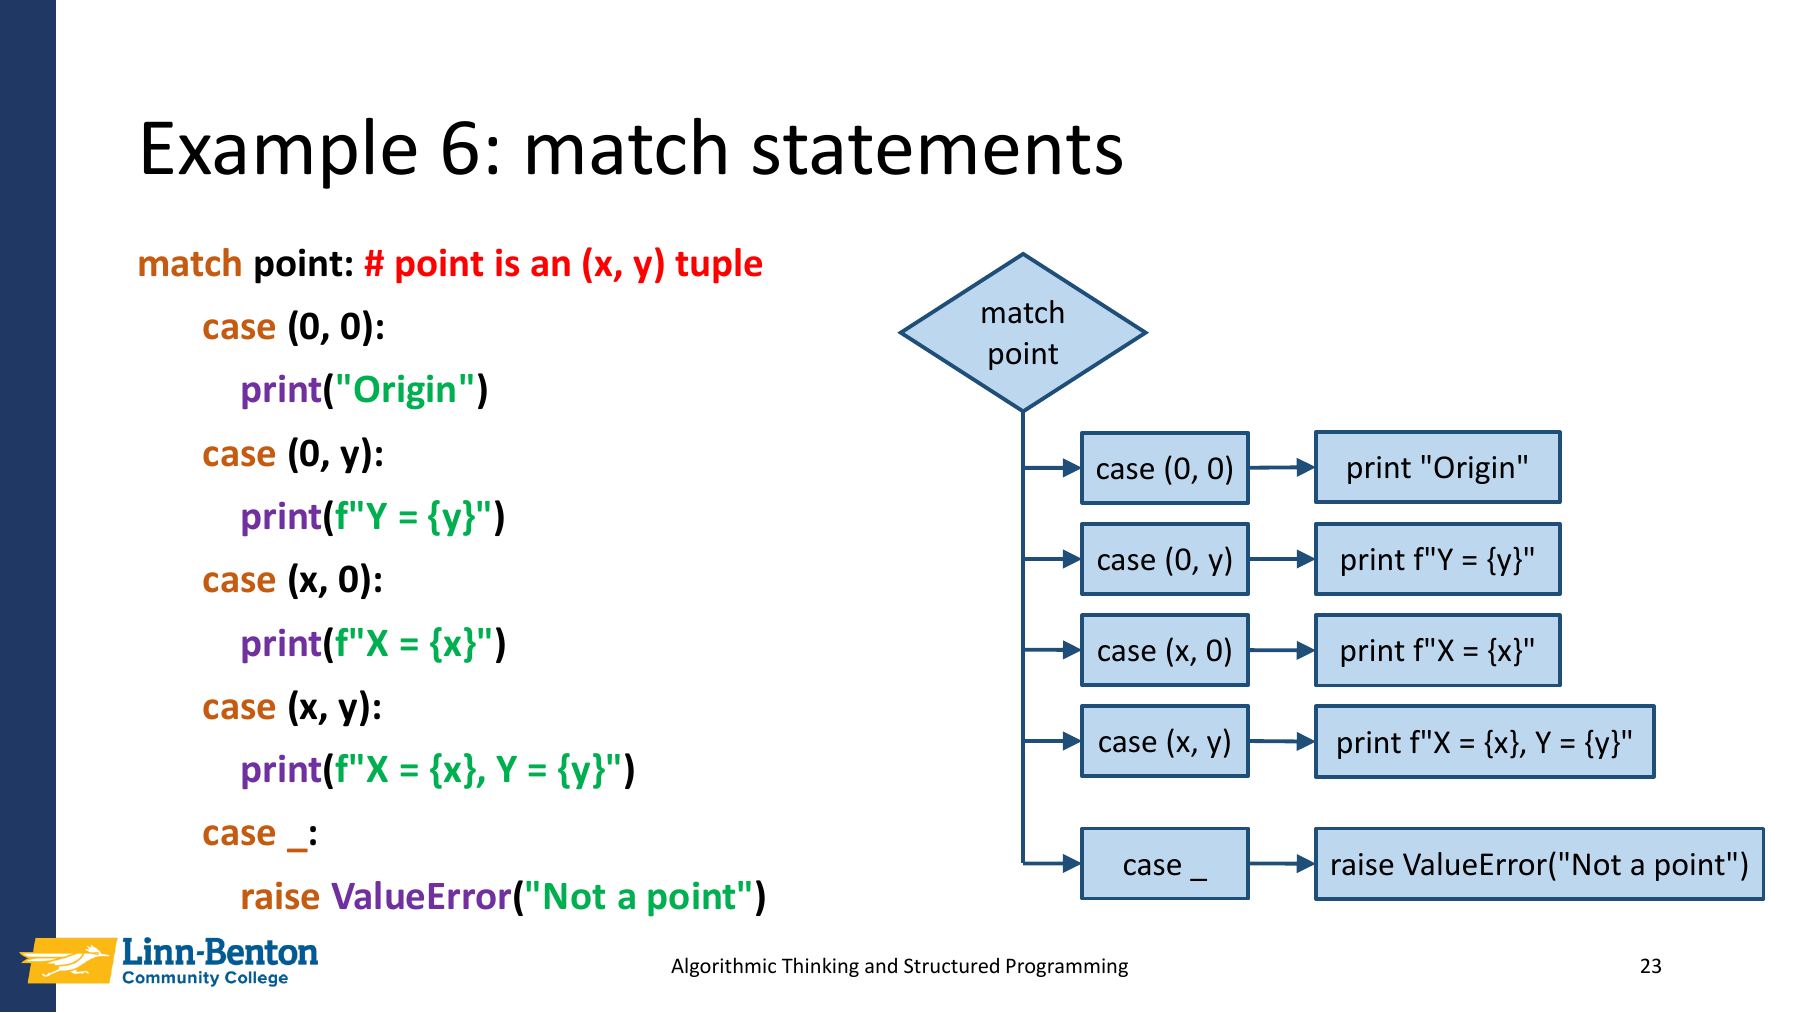 Example 6: match statements
match point: # point is an (x, y) tuple
case (0, 0):
print("Origin")
case (0, y):
print(f"Y = {y}")
case (x, 0):
print(f"X = {x}")
case (x, y):
print(f"X = {x}, Y = {y}")
case _:
raise ValueError("Not a point")
match
point
case (0, 0)
print "Origin"
case (0, y)
print f"Y = {y}"
case (x, 0)
print f"X = {x}"
case (x, y)
print f"X = {x}, Y = {y}"
case _
raise ValueError("Not a point")
Linn-Benton
Community College
Algorithmic Thinking and Structured Programming
23